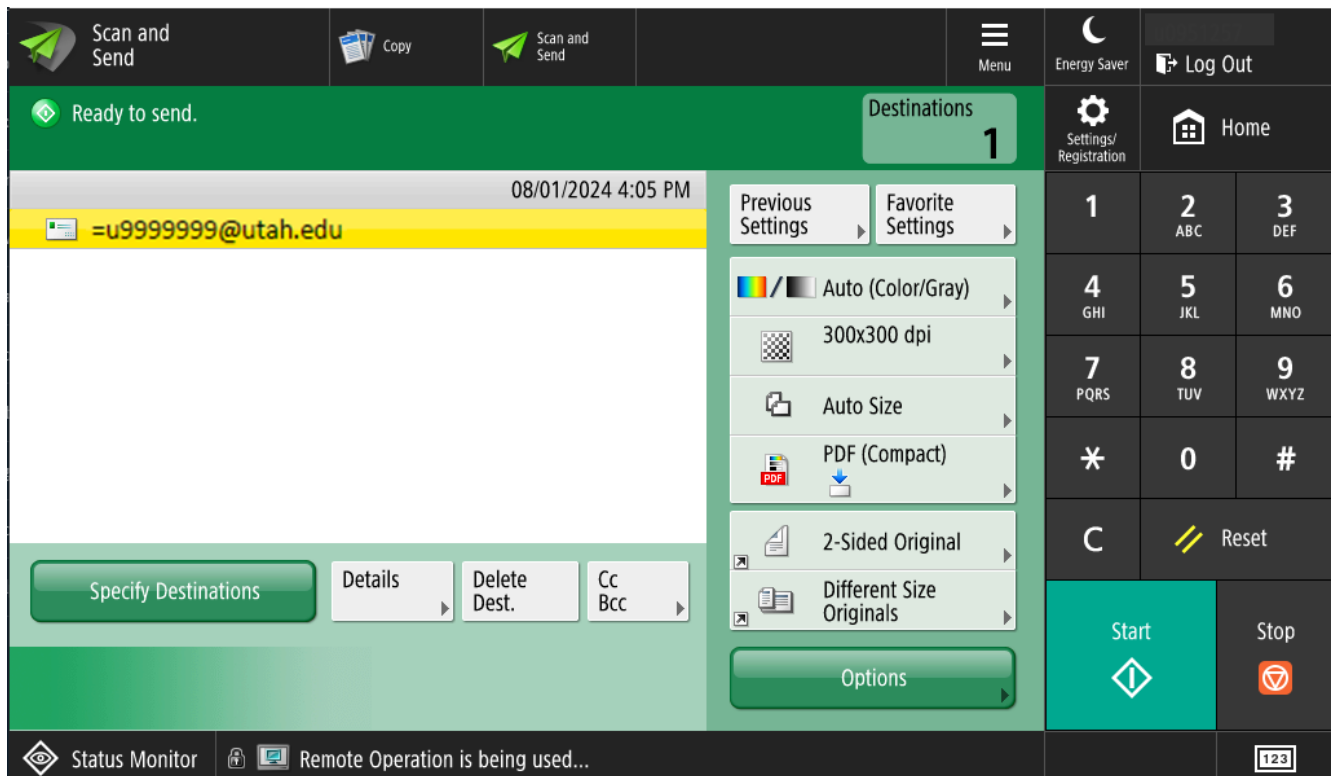 Scan and
Send
Copy
Scan and
Send
Menu
Energy Saver
Log Out
Ready to send.
Destinations
1
Settings/
Registration
Home
08/01/2024 4:05 PM
=u9999999@utah.edu
Previous
Settings
Favorite
Settings
Auto (Color/Gray)
300x300 dpi
Auto Size
PDF
PDF (Compact)
2-Sided Original
Different Size
Originals
Options
Specify Destinations
Details
Delete
Dest.
Cc
Bcc
1
2
ABC
3
DEF
4
GHI
5
JKL
6
MNO
7
PQRS
8
TUV
9
WXYZ
0
#
C
Reset
Start
Stop
Status Monitor
Remote Operation is being used...
123